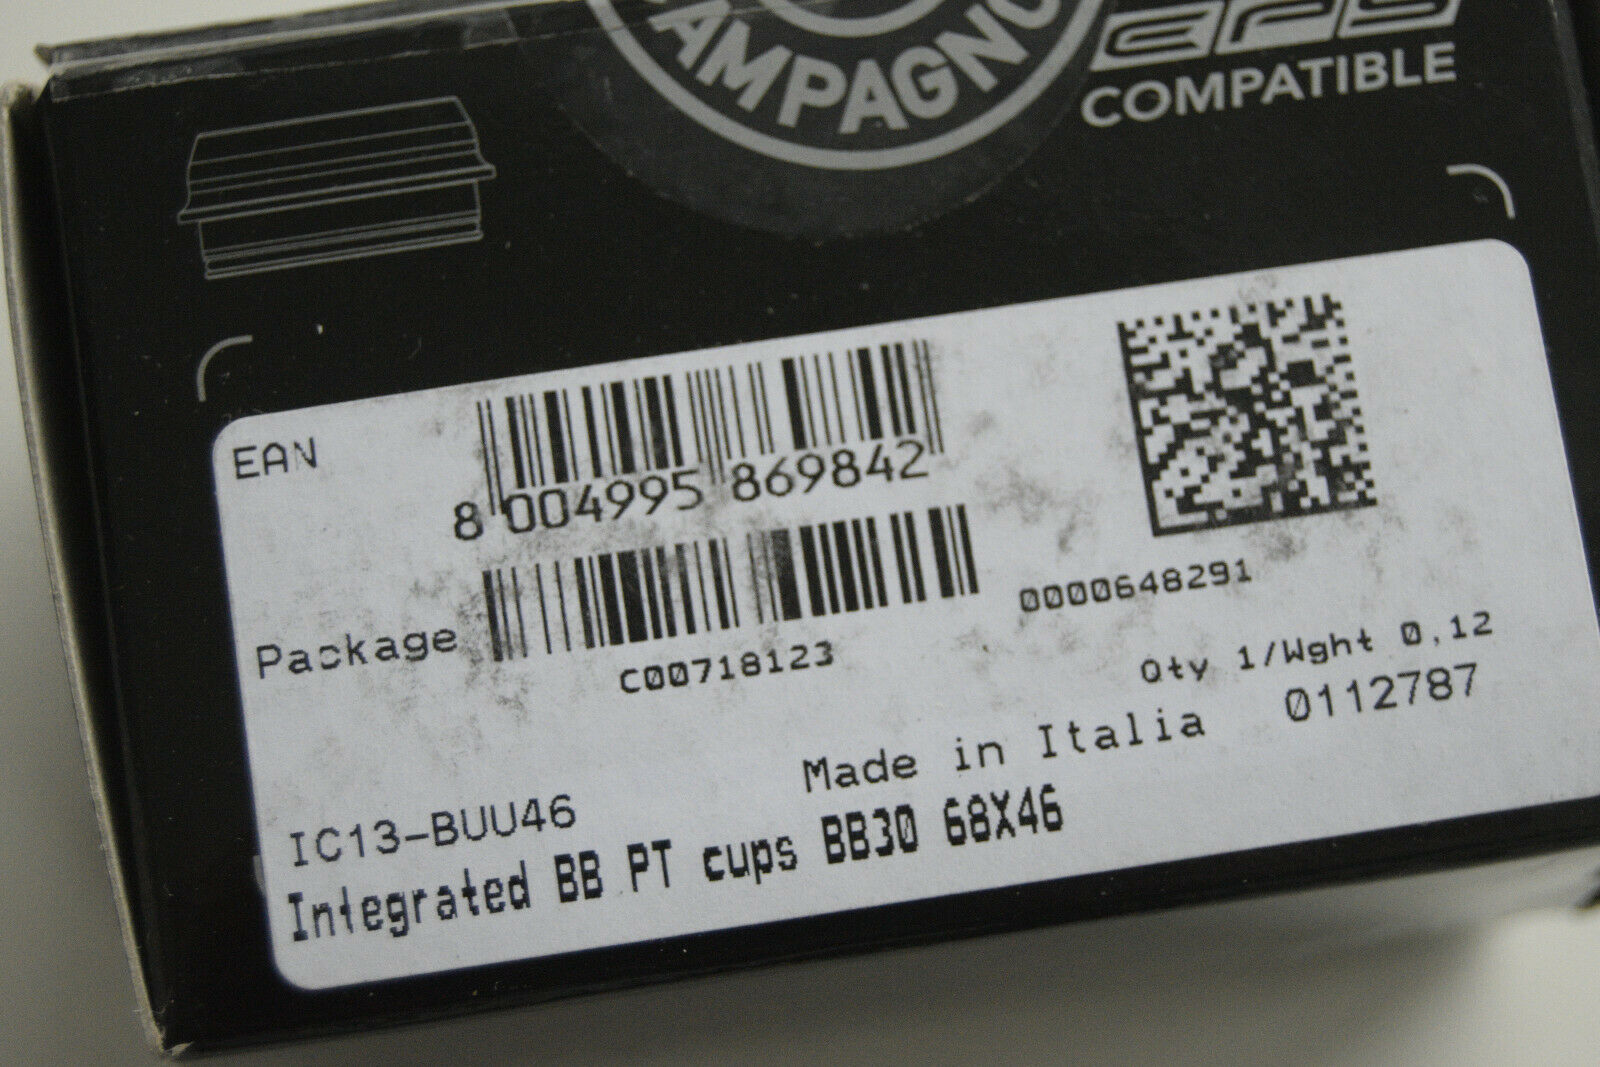 CAMPAGNO
EPS
COMPATIBLE
EAN
8 004995 869842
Package
C00718123
0000648291
Qty 1/Wght 0,12
Made in Italia 0112787
IC13-BUU46
Integrated BB PT cups BB30 68X46